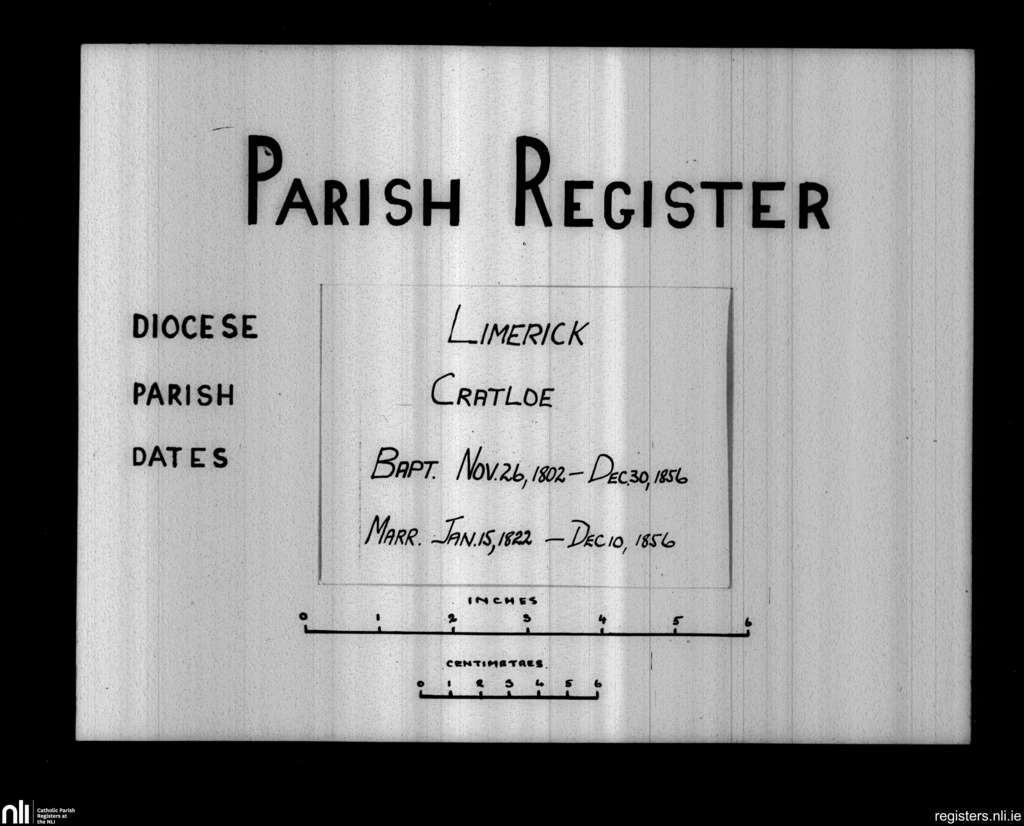 PARISH REGISTER
DIOCESE LIMERICK
PARISH CRATLOE
DATES BAPT. NOV. 26, 1802 – DEC. 30, 1856
MARR. JAN. 15, 1822 – DEC 10, 1856
INCHES
0 1 2 3 4 5 6
CENTIMETRES.
0 1 2 3 4 5 6
nli Catholic Parish
Registers at
the NLI
registers.nli.ie